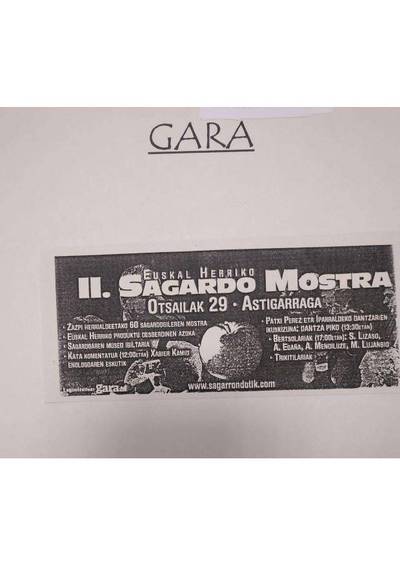 GARA
EUSKAL HERRIKO
II. SAGARDO MOSTRA
OTSAILAK 29 · ASTIGARRAGA
· ZAZPI HERRIALDEETAKO 60 SAGARDOGILEREN MOSTRA
· EUSKAL HERRIKO PRODUKTU DESBERDINEN AZOKA
· SAGARDOAREN MUSEO IBILTARIA
· KATA KOMENTATUA (12:00ETAN) XABIER KAMIO
ENOLOGOAREN ESKUTIK
· PATXI PEREZ ETA IPARRALDEKO DANTZARIEN
IKUSKIZUNA: DANTZA PIKO (13:30ETAN)
· BERTSOLARIAK (17:00ETAN): S. LIZASO,
A. EGAÑA, A. MENDILUZE, M. LUJANBIO
· TRIKITILARIAK
Laguntzailea: gara
www.sagarrondotik.com